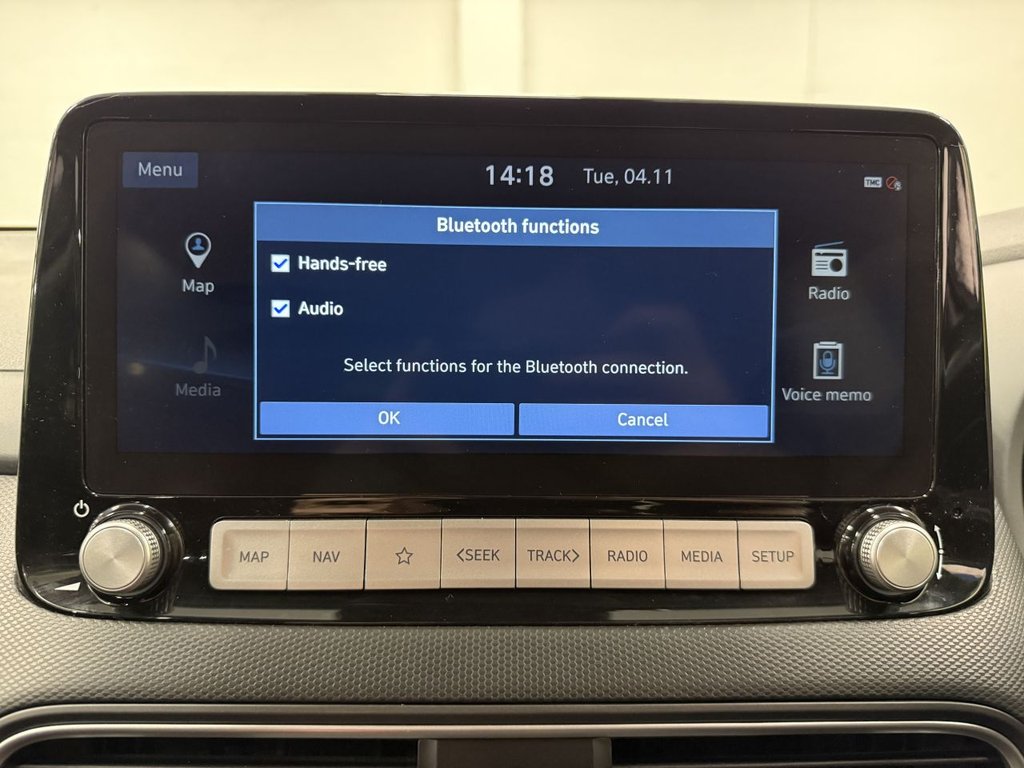 Menu
14:18 Tue, 04.11
TMC
Bluetooth functions
Hands-free
Audio
Select functions for the Bluetooth connection.
OK Cancel
Map
Media
Radio
Voice memo
MAP NAV <SEEK TRACK> RADIO MEDIA SETUP